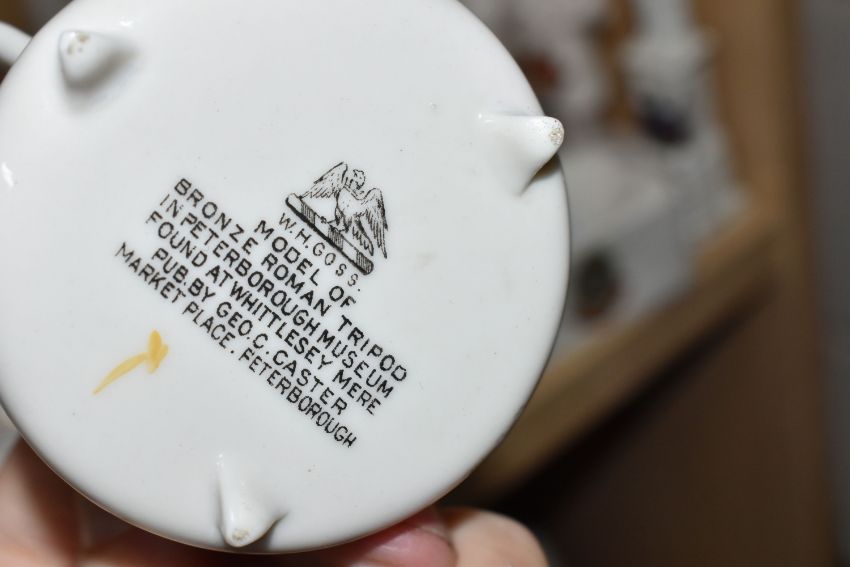 W.H.GOSS.
MODEL OF
BRONZE ROMAN TRIPOD
IN PETERBOROUGH MUSEUM
FOUND AT WHITTLESEY MERE
PUB. BY GEO. C. CASTER
MARKET PLACE. PETERBOROUGH